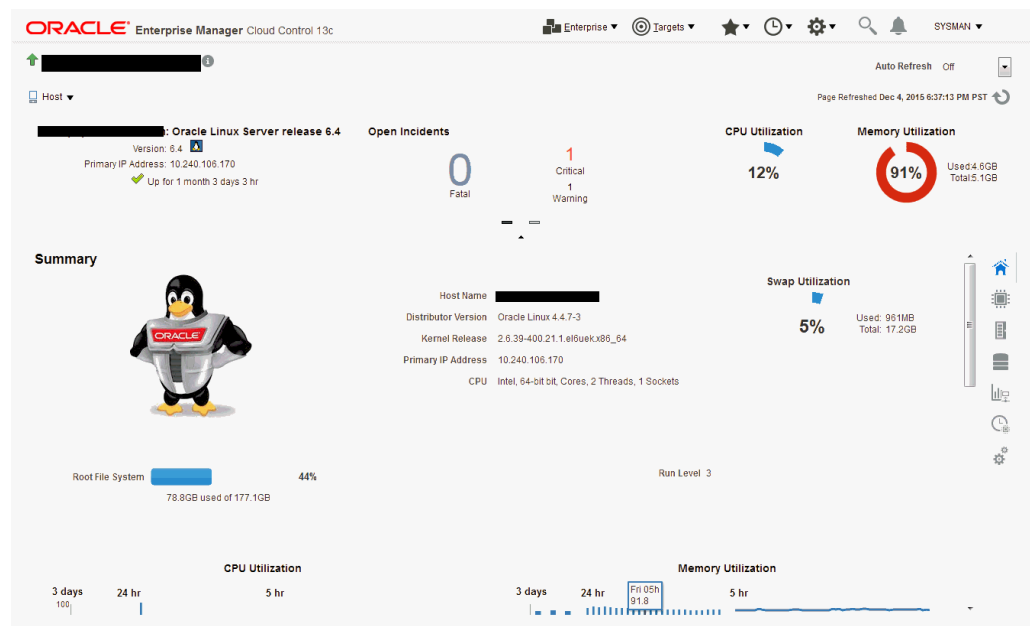 ORACLE Enterprise Manager Cloud Control 13c
Enterprise
Targets
SYSMAN
Auto Refresh Off
Host
Page Refreshed Dec 4, 2015 6:37:13 PM PST
: Oracle Linux Server release 6.4
Version: 6.4
Primary IP Address: 10.240.106.170
Up for 1 month 3 days 3 hr
Open Incidents
0
Fatal
1
Critical
1
Warning
CPU Utilization
12%
Memory Utilization
91%
Used:4.6GB
Total:5.1GB
Summary
ORACLE
Host Name
Distributor Version Oracle Linux 4.4.7-3
Kernel Release 2.6.39-400.21.1.el6uek.x86_64
Primary IP Address 10.240.106.170
CPU Intel, 64-bit bit, Cores, 2 Threads, 1 Sockets
Swap Utilization
5%
Used: 961MB
Total: 17.2GB
Root File System 44%
78.8GB used of 177.1GB
Run Level 3
CPU Utilization
3 days 24 hr 5 hr
100
Memory Utilization
3 days 24 hr 5 hr
Fri 05h
91.8